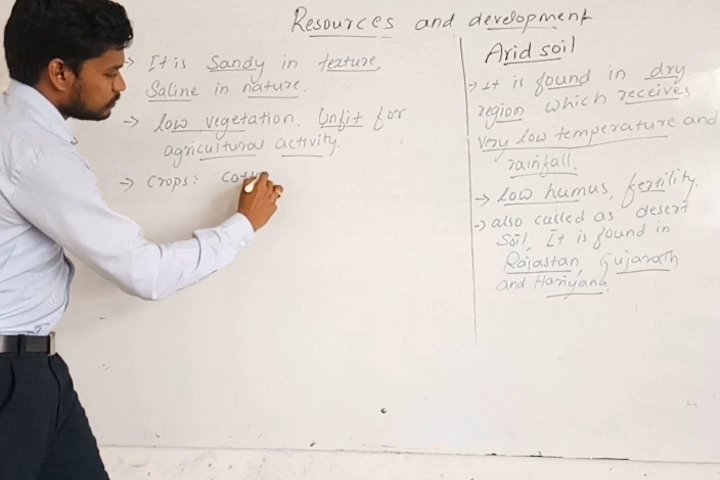 Resources and development
Arid soil
→ It is found in dry
region which receives
very low temperature and
rainfall.
→ low humus, fertility.
→ also called as desert
soil, It is found in
Rajastan, Gujarath
and Hariyana.
→ It is Sandy in texture
Saline in nature.
→ low vegetation. Unfit for
agricultural activity.
→ crops: